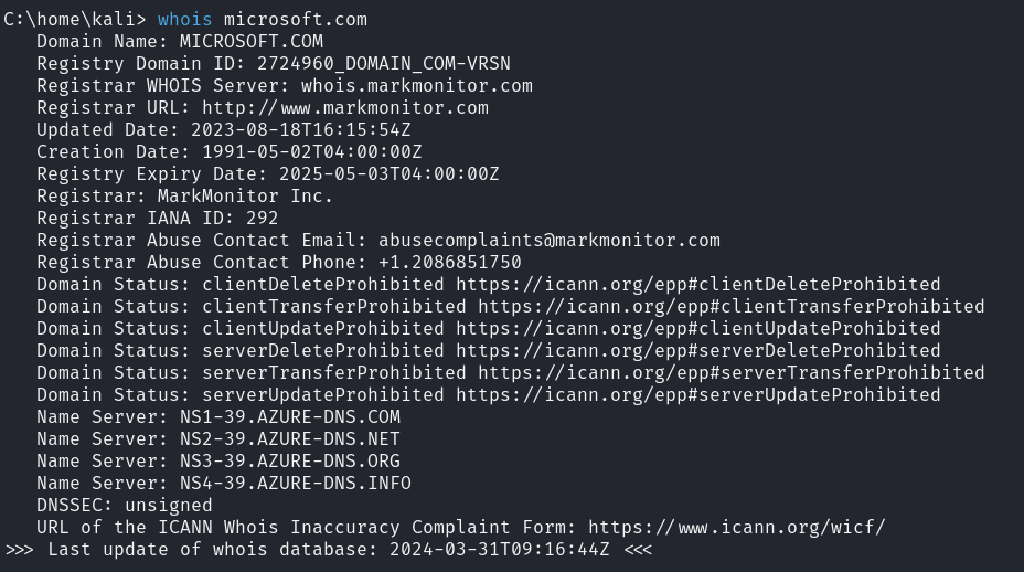 C:\home\kali> whois microsoft.com
Domain Name: MICROSOFT.COM
Registry Domain ID: 2724960_DOMAIN_COM-VRSN
Registrar WHOIS Server: whois.markmonitor.com
Registrar URL: http://www.markmonitor.com
Updated Date: 2023-08-18T16:15:54Z
Creation Date: 1991-05-02T04:00:00Z
Registry Expiry Date: 2025-05-03T04:00:00Z
Registrar: MarkMonitor Inc.
Registrar IANA ID: 292
Registrar Abuse Contact Email: abusecomplaints@markmonitor.com
Registrar Abuse Contact Phone: +1.2086851750
Domain Status: clientDeleteProhibited https://icann.org/epp#clientDeleteProhibited
Domain Status: clientTransferProhibited https://icann.org/epp#clientTransferProhibited
Domain Status: clientUpdateProhibited https://icann.org/epp#clientUpdateProhibited
Domain Status: serverDeleteProhibited https://icann.org/epp#serverDeleteProhibited
Domain Status: serverTransferProhibited https://icann.org/epp#serverTransferProhibited
Domain Status: serverUpdateProhibited https://icann.org/epp#serverUpdateProhibited
Name Server: NS1-39.AZURE-DNS.COM
Name Server: NS2-39.AZURE-DNS.NET
Name Server: NS3-39.AZURE-DNS.ORG
Name Server: NS4-39.AZURE-DNS.INFO
DNSSEC: unsigned
URL of the ICANN Whois Inaccuracy Complaint Form: https://www.icann.org/wicf/
>>> Last update of whois database: 2024-03-31T09:16:44Z <<<